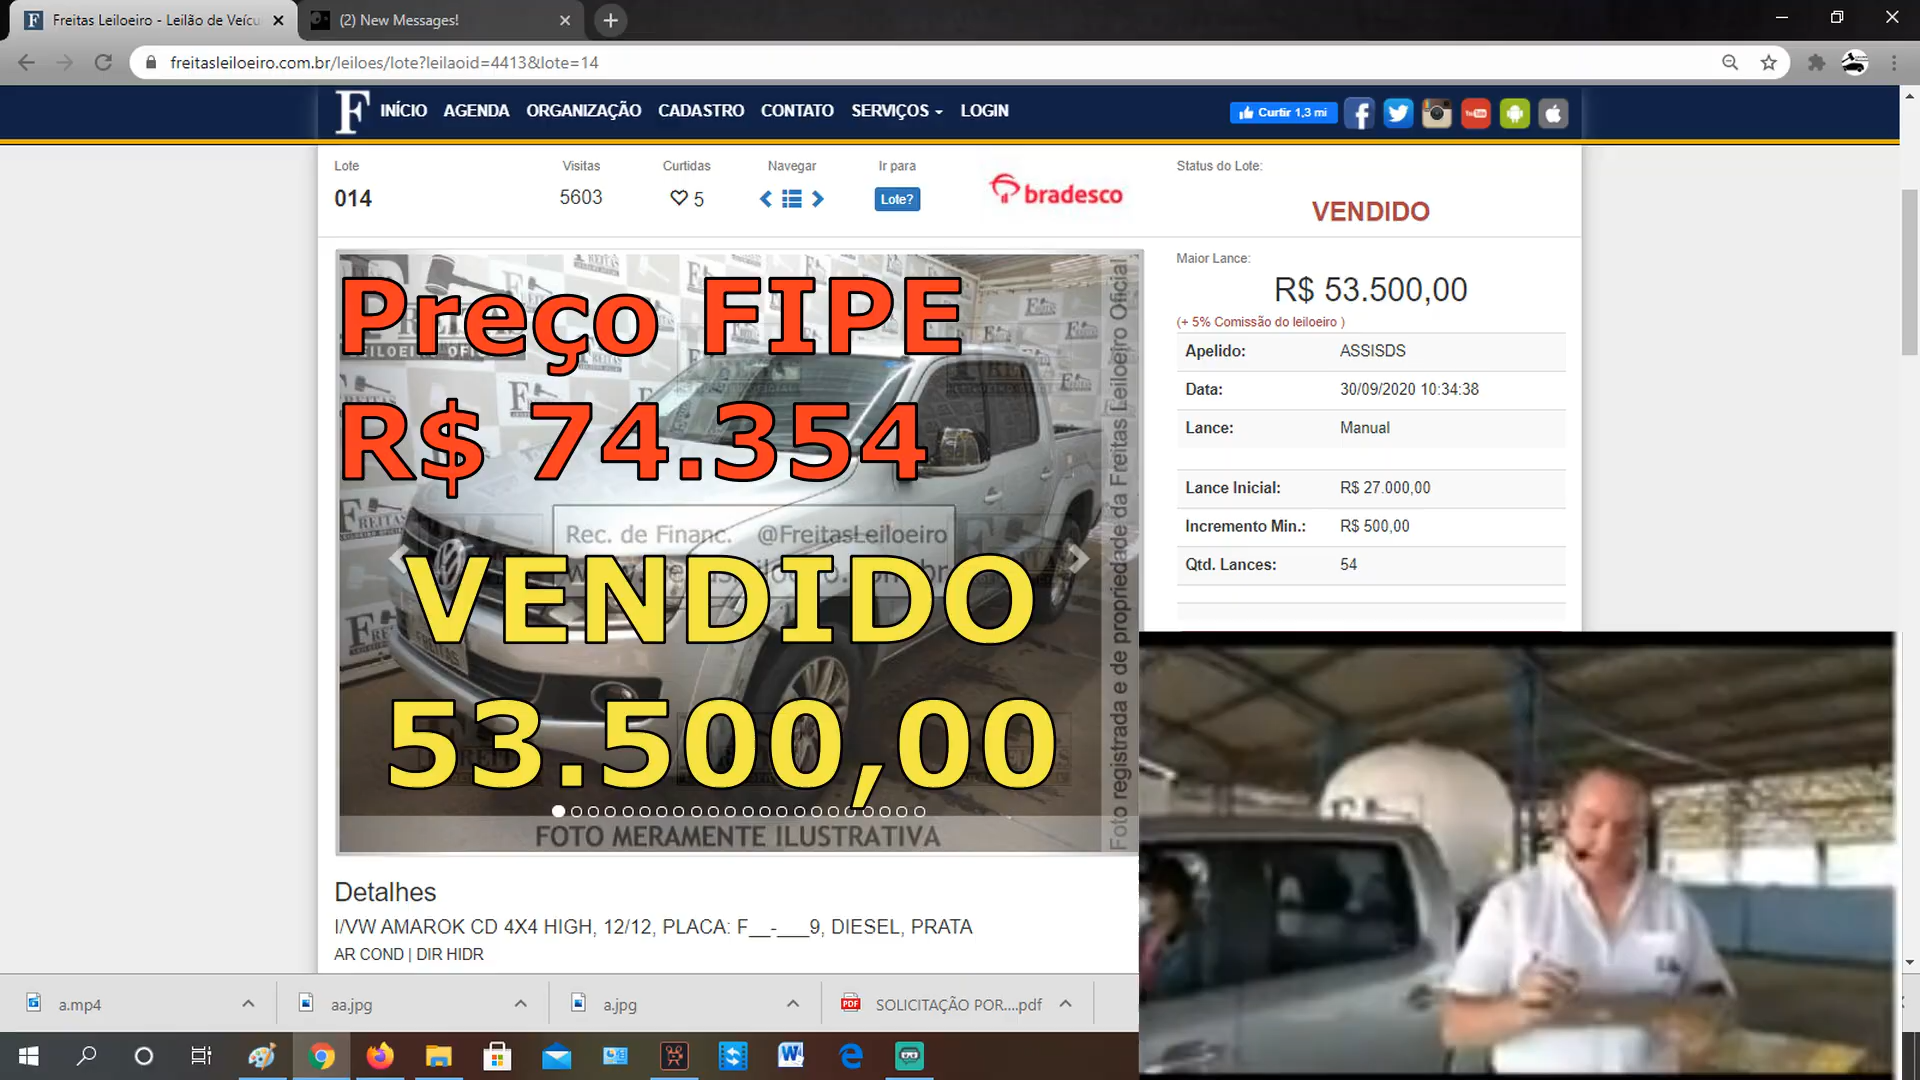 Freitas Leiloeiro - Leilão de Veícu
(2) New Messages!
freitasleiloeiro.com.br/leiloes/lote?leilaoid=4413&lote=14
F INÍCIO AGENDA ORGANIZAÇÃO CADASTRO CONTATO SERVIÇOS LOGIN
Curtir 1,3 mi
Lote Visitas Curtidas Navegar Ir para
014 5603 5 Lote?
bradesco
Status do Lote:
VENDIDO
Maior Lance:
R$ 53.500,00
(+ 5% Comissão do leiloeiro )
Apelido: ASSISDS
Data: 30/09/2020 10:34:38
Lance: Manual
Lance Inicial: R$ 27.000,00
Incremento Min.: R$ 500,00
Qtd. Lances: 54
Preço FIPE
R$ 74.354
Rec. de Financ. @FreitasLeiloeiro
VENDIDO
53.500,00
FOTO MERAMENTE ILUSTRATIVA
Foto registrada e de propriedade da Freitas Leiloeiro Oficial
Detalhes
I/VW AMAROK CD 4X4 HIGH, 12/12, PLACA: F__-___9, DIESEL, PRATA
AR COND | DIR HIDR
a.mp4
aa.jpg
a.jpg
SOLICITAÇÃO POR....pdf